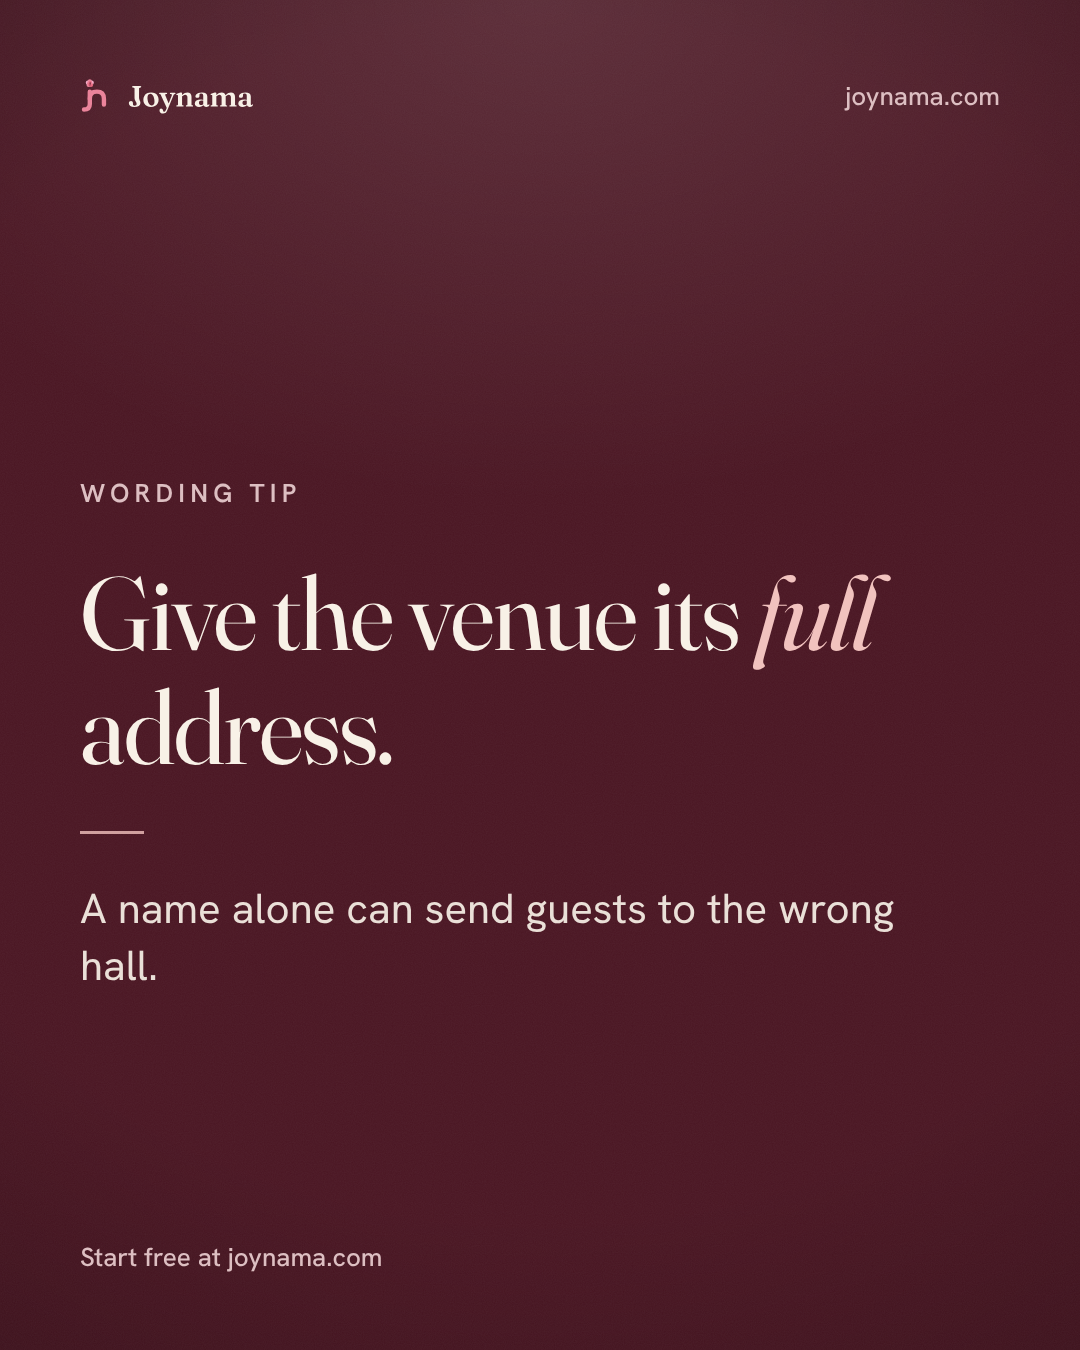 Joynama
joynama.com
WORDING TIP
Give the venue its full
address.
A name alone can send guests to the wrong
hall.
Start free at joynama.com